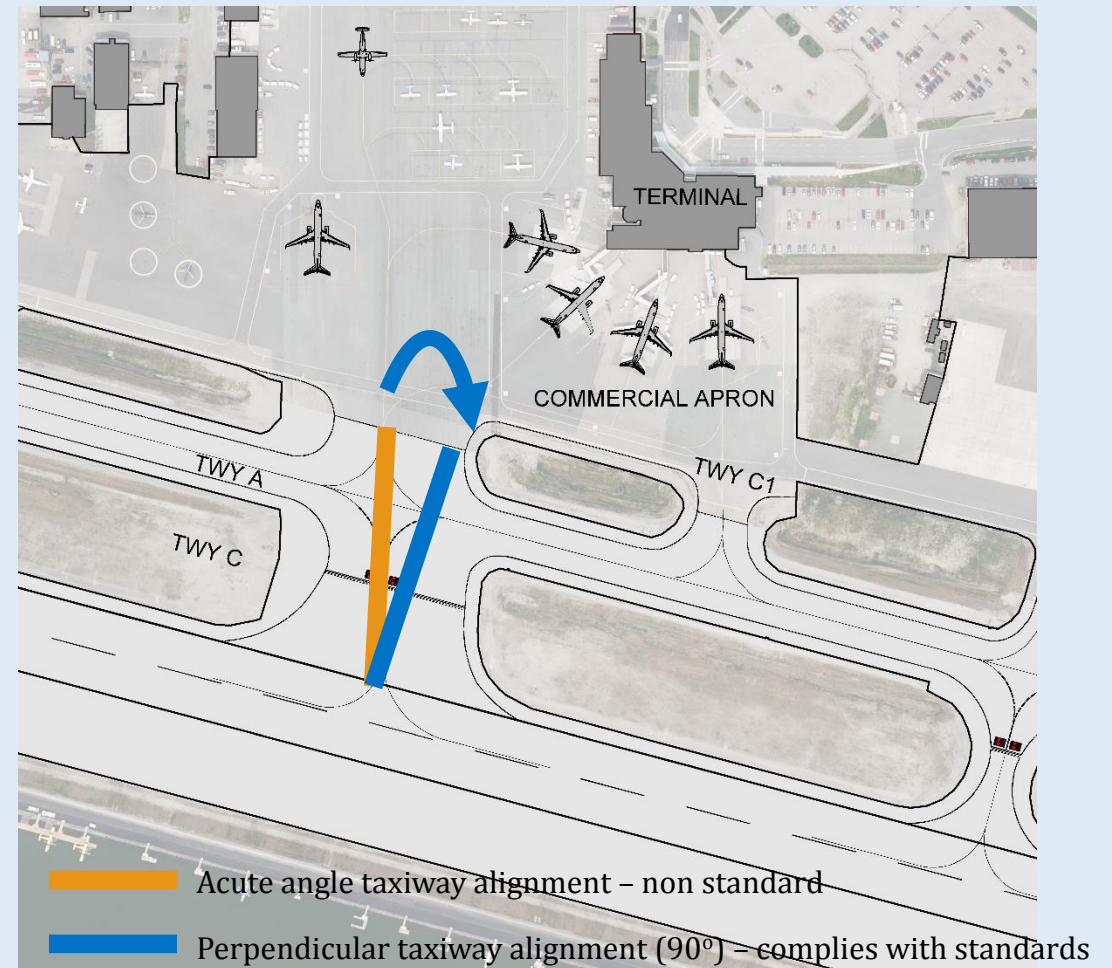 TERMINAL
COMMERCIAL APRON
TWY A
TWY C1
TWY C
Acute angle taxiway alignment – non standard
Perpendicular taxiway alignment (90°) – complies with standards